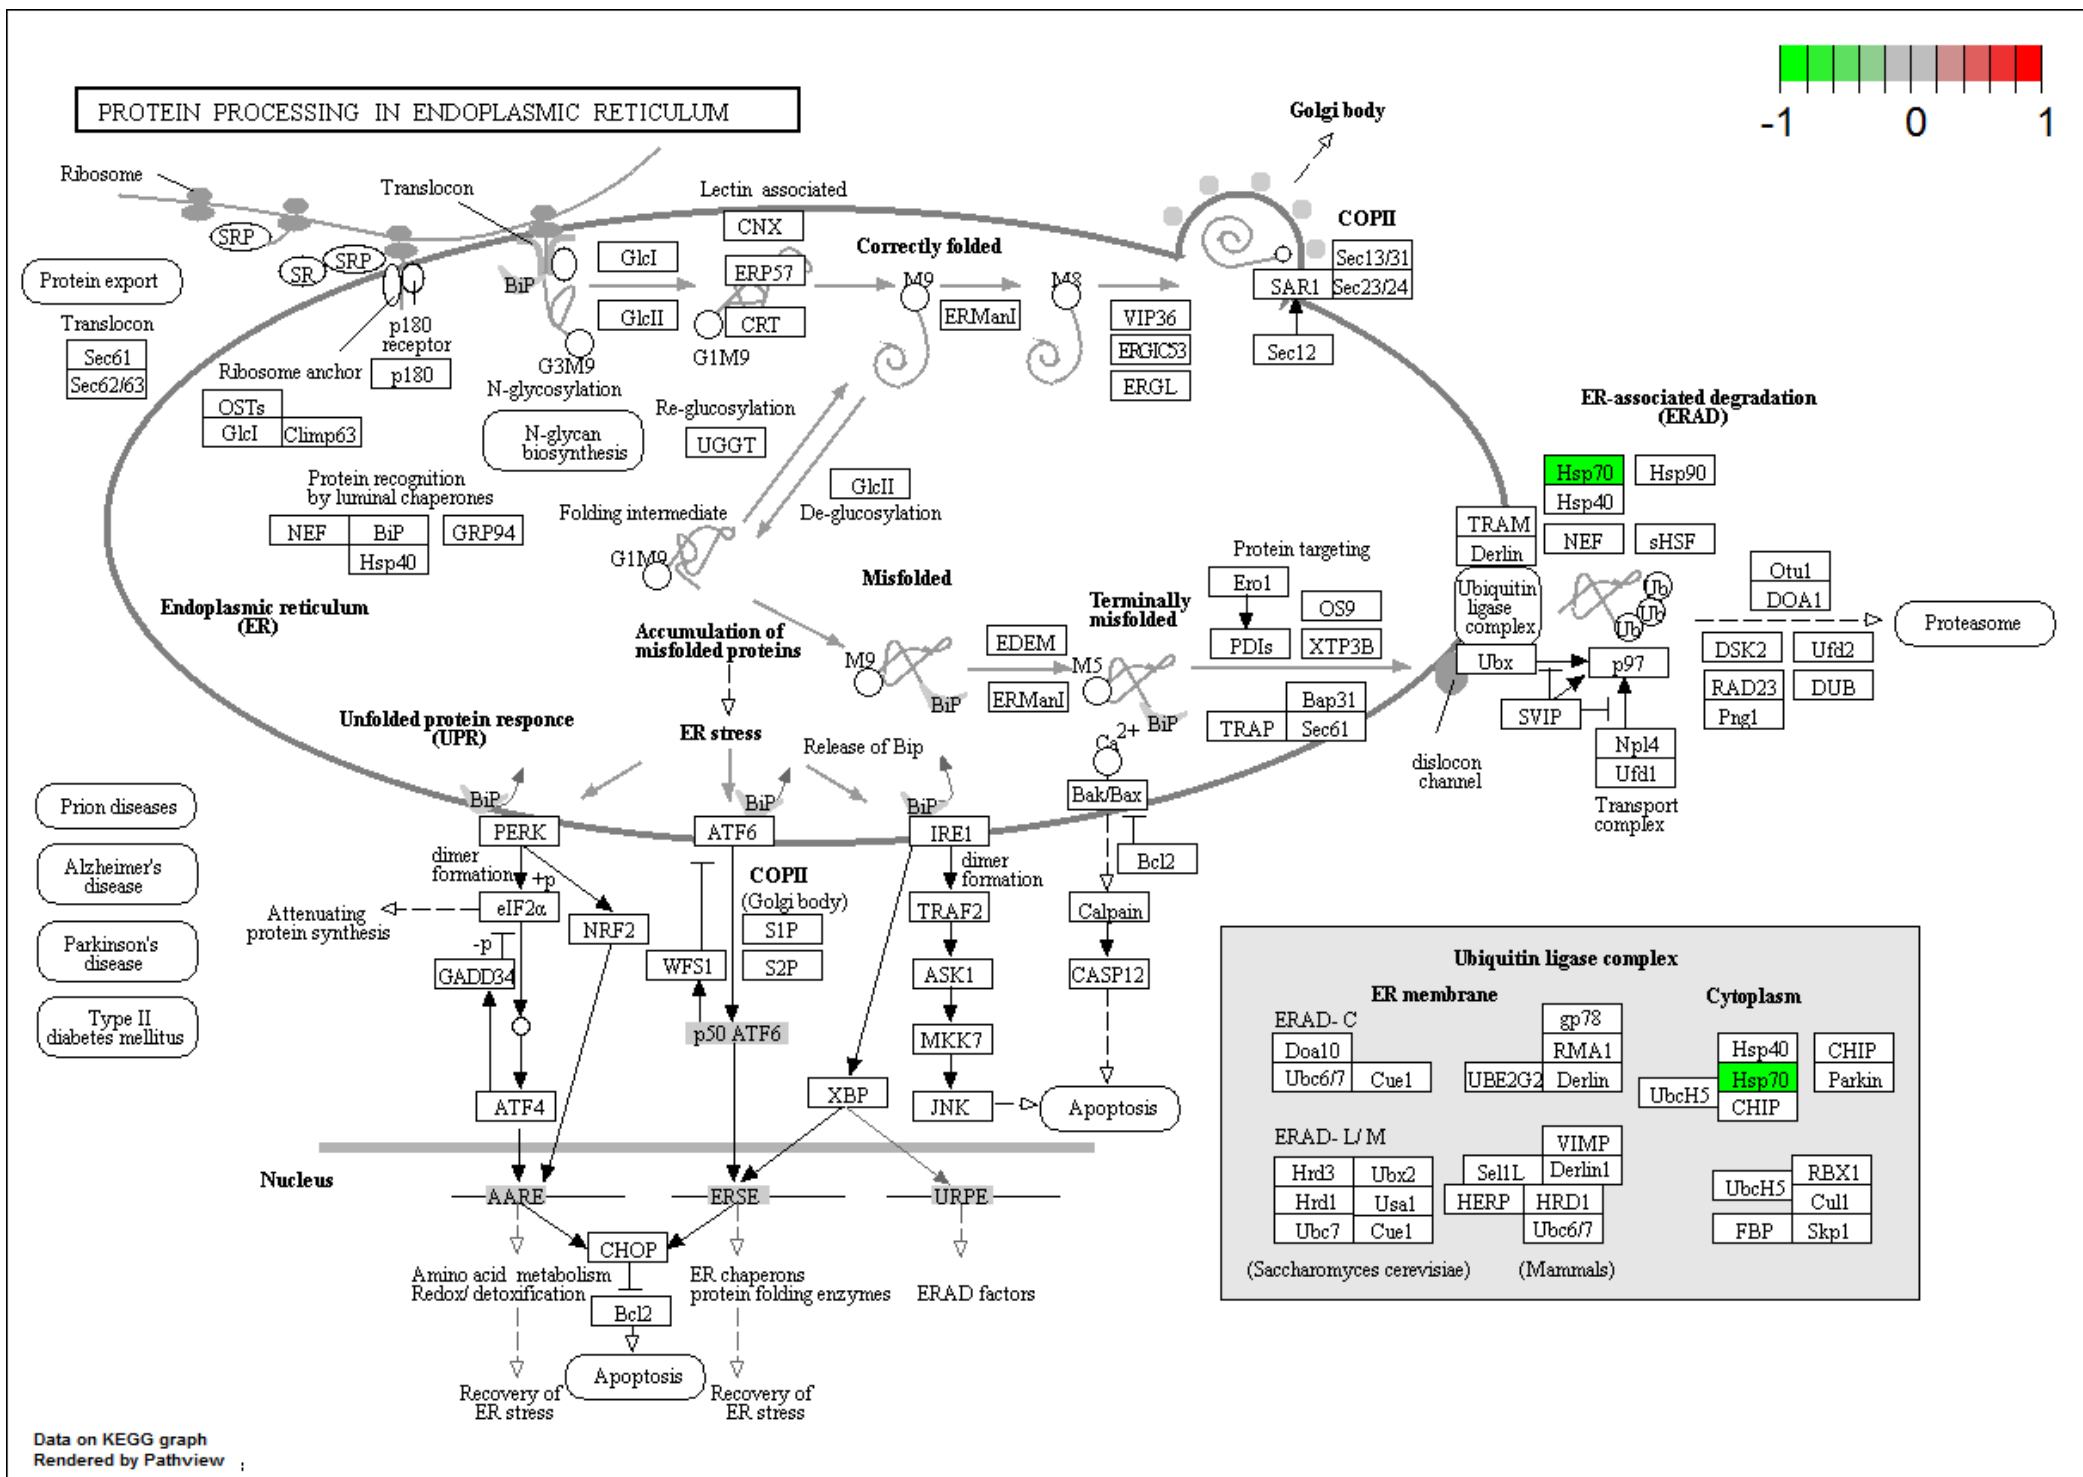 PROTEIN PROCESSING IN ENDOPLASMIC RETICULUM
-1
0
1
Golgi body
Ribosome
Translocon
Lectin associated
CNX
COPII
SRP
SRP
SR
Correctly folded
GlcI
ERP57
Sec13/31
BiP
M9
M8
SAR1
Sec23/24
Protein export
GlcII
CRT
ERManI
VIP36
Translocon
p180
receptor
G1M9
ERGIC53
Sec12
Sec61
Sec62/63
Ribosome anchor
p180
G3M9
N-glycosylation
ERGL
OSTs
GlcI
Climp63
N-glycan
biosynthesis
Re-glucosylation
UGGT
ER-associated degradation
(ERAD)
Protein recognition
by luminal chaperones
GlcII
De-glucosylation
Hsp70
Hsp90
Hsp40
NEF
BiP
GRP94
Hsp40
Folding intermediate
G1M9
TRAM
Derlin
NEF
sHSF
Protein targeting
Misfolded
Ero1
OS9
Ubiquitin
ligase
complex
Ub
Ub
Ub
Otu1
DOA1
Proteasome
Endoplasmic reticulum
(ER)
Accumulation of
misfolded proteins
Terminally
misfolded
EDEM
PDIs
XTP3B
M9
M5
ERManI
BiP
BiP
Ubx
p97
DSK2
Ufd2
RAD23
DUB
Png1
Bap31
TRAP
Sec61
SVIP
Unfolded protein responce
(UPR)
ER stress
Release of Bip
Ca2+
dislocon
channel
Npl4
Ufd1
Transport
complex
Prion diseases
BiP
BiP
BiP
Bak/Bax
PERK
ATF6
IRE1
Bcl2
Alzheimer's
disease
dimer
formation
+p
COPII
(Golgi body)
dimer
formation
Attenuating
protein synthesis
eIF2α
NRF2
S1P
TRAF2
Calpain
Parkinson's
disease
-p
GADD34
WFS1
S2P
ASK1
CASP12
Type II
diabetes mellitus
p50 ATF6
MKK7
ATF4
XBP
JNK
Apoptosis
Nucleus
AARE
ERSE
URPE
CHOP
Amino acid metabolism
Redox/ detoxification
ER chaperons
protein folding enzymes
ERAD factors
Bcl2
Apoptosis
Recovery of
ER stress
Recovery of
ER stress
Ubiquitin ligase complex
ER membrane
Cytoplasm
ERAD- C
Doa10
Ubc6/7
Cue1
gp78
RMA1
UBE2G2
Derlin
Hsp40
Hsp70
UbcH5
CHIP
CHIP
Parkin
ERAD- L/ M
Hrd3
Ubx2
Hrd1
Usa1
Ubc7
Cue1
VIMP
Sel1L
Derlin1
HERP
HRD1
Ubc6/7
UbcH5
RBX1
Cul1
FBP
Skp1
(Saccharomyces cerevisiae)
(Mammals)
Data on KEGG graph
Rendered by Pathview